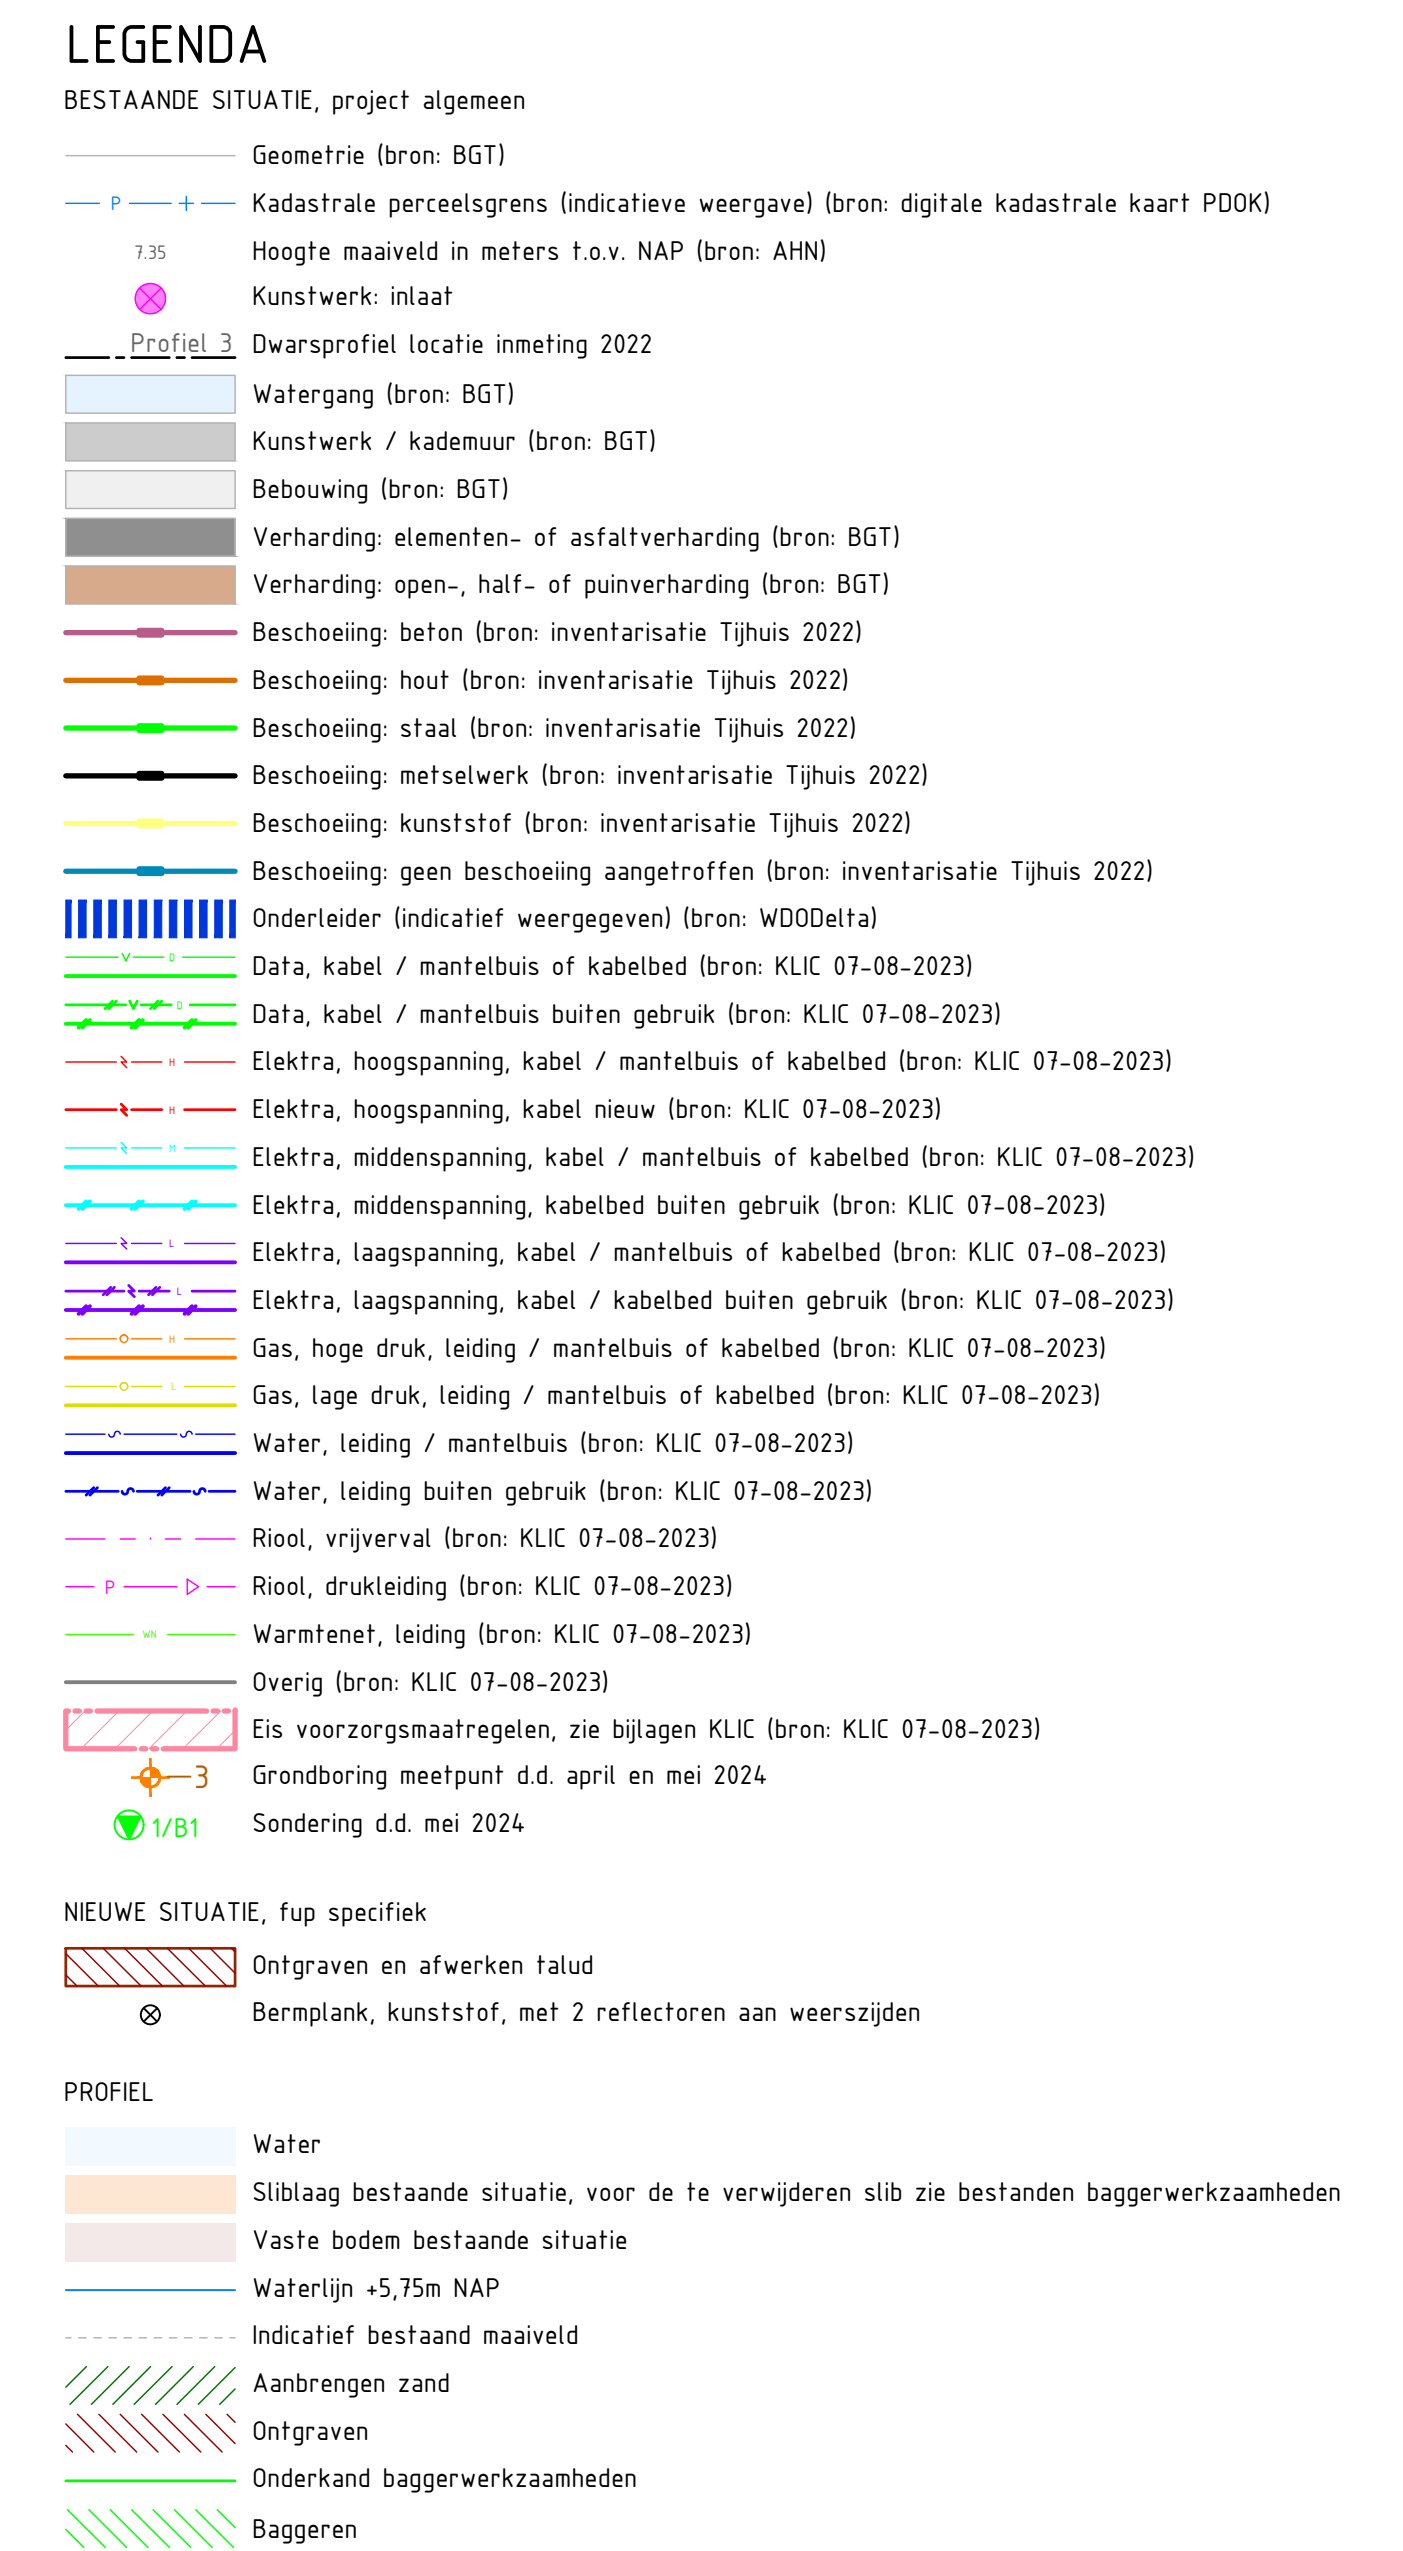 LEGENDA
BESTAANDE SITUATIE, project algemeen
Geometrie (bron: BGT)
P Kadastrale perceelsgrens (indicatieve weergave) (bron: digitale kadastrale kaart PDOK)
7.35 Hoogte maaiveld in meters t.o.v. NAP (bron: AHN)
Kunstwerk: inlaat
Profiel 3 Dwarsprofiel locatie inmeting 2022
Watergang (bron: BGT)
Kunstwerk / kademuur (bron: BGT)
Bebouwing (bron: BGT)
Verharding: elementen- of asfaltverharding (bron: BGT)
Verharding: open-, half- of puinverharding (bron: BGT)
Beschoeiing: beton (bron: inventarisatie Tijhuis 2022)
Beschoeiing: hout (bron: inventarisatie Tijhuis 2022)
Beschoeiing: staal (bron: inventarisatie Tijhuis 2022)
Beschoeiing: metselwerk (bron: inventarisatie Tijhuis 2022)
Beschoeiing: kunststof (bron: inventarisatie Tijhuis 2022)
Beschoeiing: geen beschoeiing aangetroffen (bron: inventarisatie Tijhuis 2022)
Onderleider (indicatief weergegeven) (bron: WDODelta)
V D Data, kabel / mantelbuis of kabelbed (bron: KLIC 07-08-2023)
V D Data, kabel / mantelbuis buiten gebruik (bron: KLIC 07-08-2023)
H Elektra, hoogspanning, kabel / mantelbuis of kabelbed (bron: KLIC 07-08-2023)
H Elektra, hoogspanning, kabel nieuw (bron: KLIC 07-08-2023)
M Elektra, middenspanning, kabel / mantelbuis of kabelbed (bron: KLIC 07-08-2023)
Elektra, middenspanning, kabelbed buiten gebruik (bron: KLIC 07-08-2023)
L Elektra, laagspanning, kabel / mantelbuis of kabelbed (bron: KLIC 07-08-2023)
L Elektra, laagspanning, kabel / kabelbed buiten gebruik (bron: KLIC 07-08-2023)
H Gas, hoge druk, leiding / mantelbuis of kabelbed (bron: KLIC 07-08-2023)
L Gas, lage druk, leiding / mantelbuis of kabelbed (bron: KLIC 07-08-2023)
Water, leiding / mantelbuis (bron: KLIC 07-08-2023)
Water, leiding buiten gebruik (bron: KLIC 07-08-2023)
Riool, vrijverval (bron: KLIC 07-08-2023)
P Riool, drukleiding (bron: KLIC 07-08-2023)
WN Warmtenet, leiding (bron: KLIC 07-08-2023)
Overig (bron: KLIC 07-08-2023)
Eis voorzorgsmaatregelen, zie bijlagen KLIC (bron: KLIC 07-08-2023)
3 Grondboring meetpunt d.d. april en mei 2024
1/B1 Sondering d.d. mei 2024
NIEUWE SITUATIE, fup specifiek
Ontgraven en afwerken talud
Bermplank, kunststof, met 2 reflectoren aan weerszijden
PROFIEL
Water
Sliblaag bestaande situatie, voor de te verwijderen slib zie bestanden baggerwerkzaamheden
Vaste bodem bestaande situatie
Waterlijn +5,75m NAP
Indicatief bestaand maaiveld
Aanbrengen zand
Ontgraven
Onderkand baggerwerkzaamheden
Baggeren